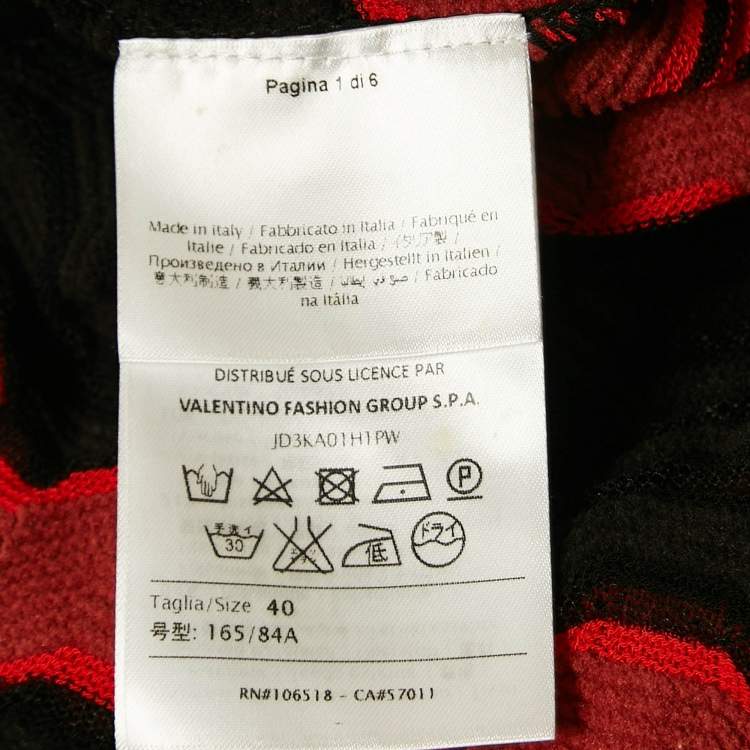 Pagina 1 di 6
Made in italy / Fabbricato in Italia / Fabriqué en
Italie / Fabricado en Italia / イタリア製 /
Произведено в Италии / Hergestellt in Italien /
意大利制造 / 義大利製造 / صنع في إيطاليا / Fabricado
na Itália
DISTRIBUÉ SOUS LICENCE PAR
VALENTINO FASHION GROUP S.P.A.
JD3KA01H1PW
P
手洗イ 30 低 ドライ
Taglia/Size 40
号型: 165/84A
RN#106518 - CA#57011